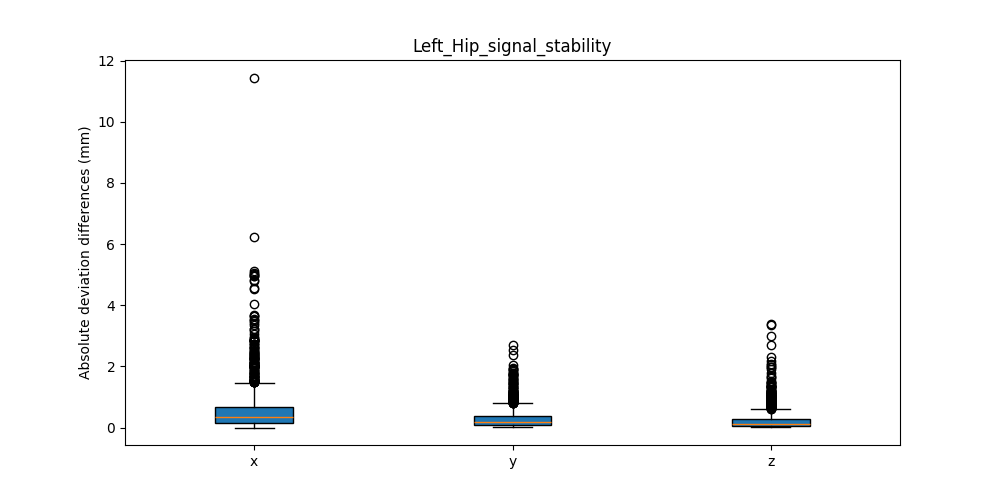 Left_Hip_signal_stability
Absolute deviation differences (mm)
12
10
8
6
4
2
0
x y z